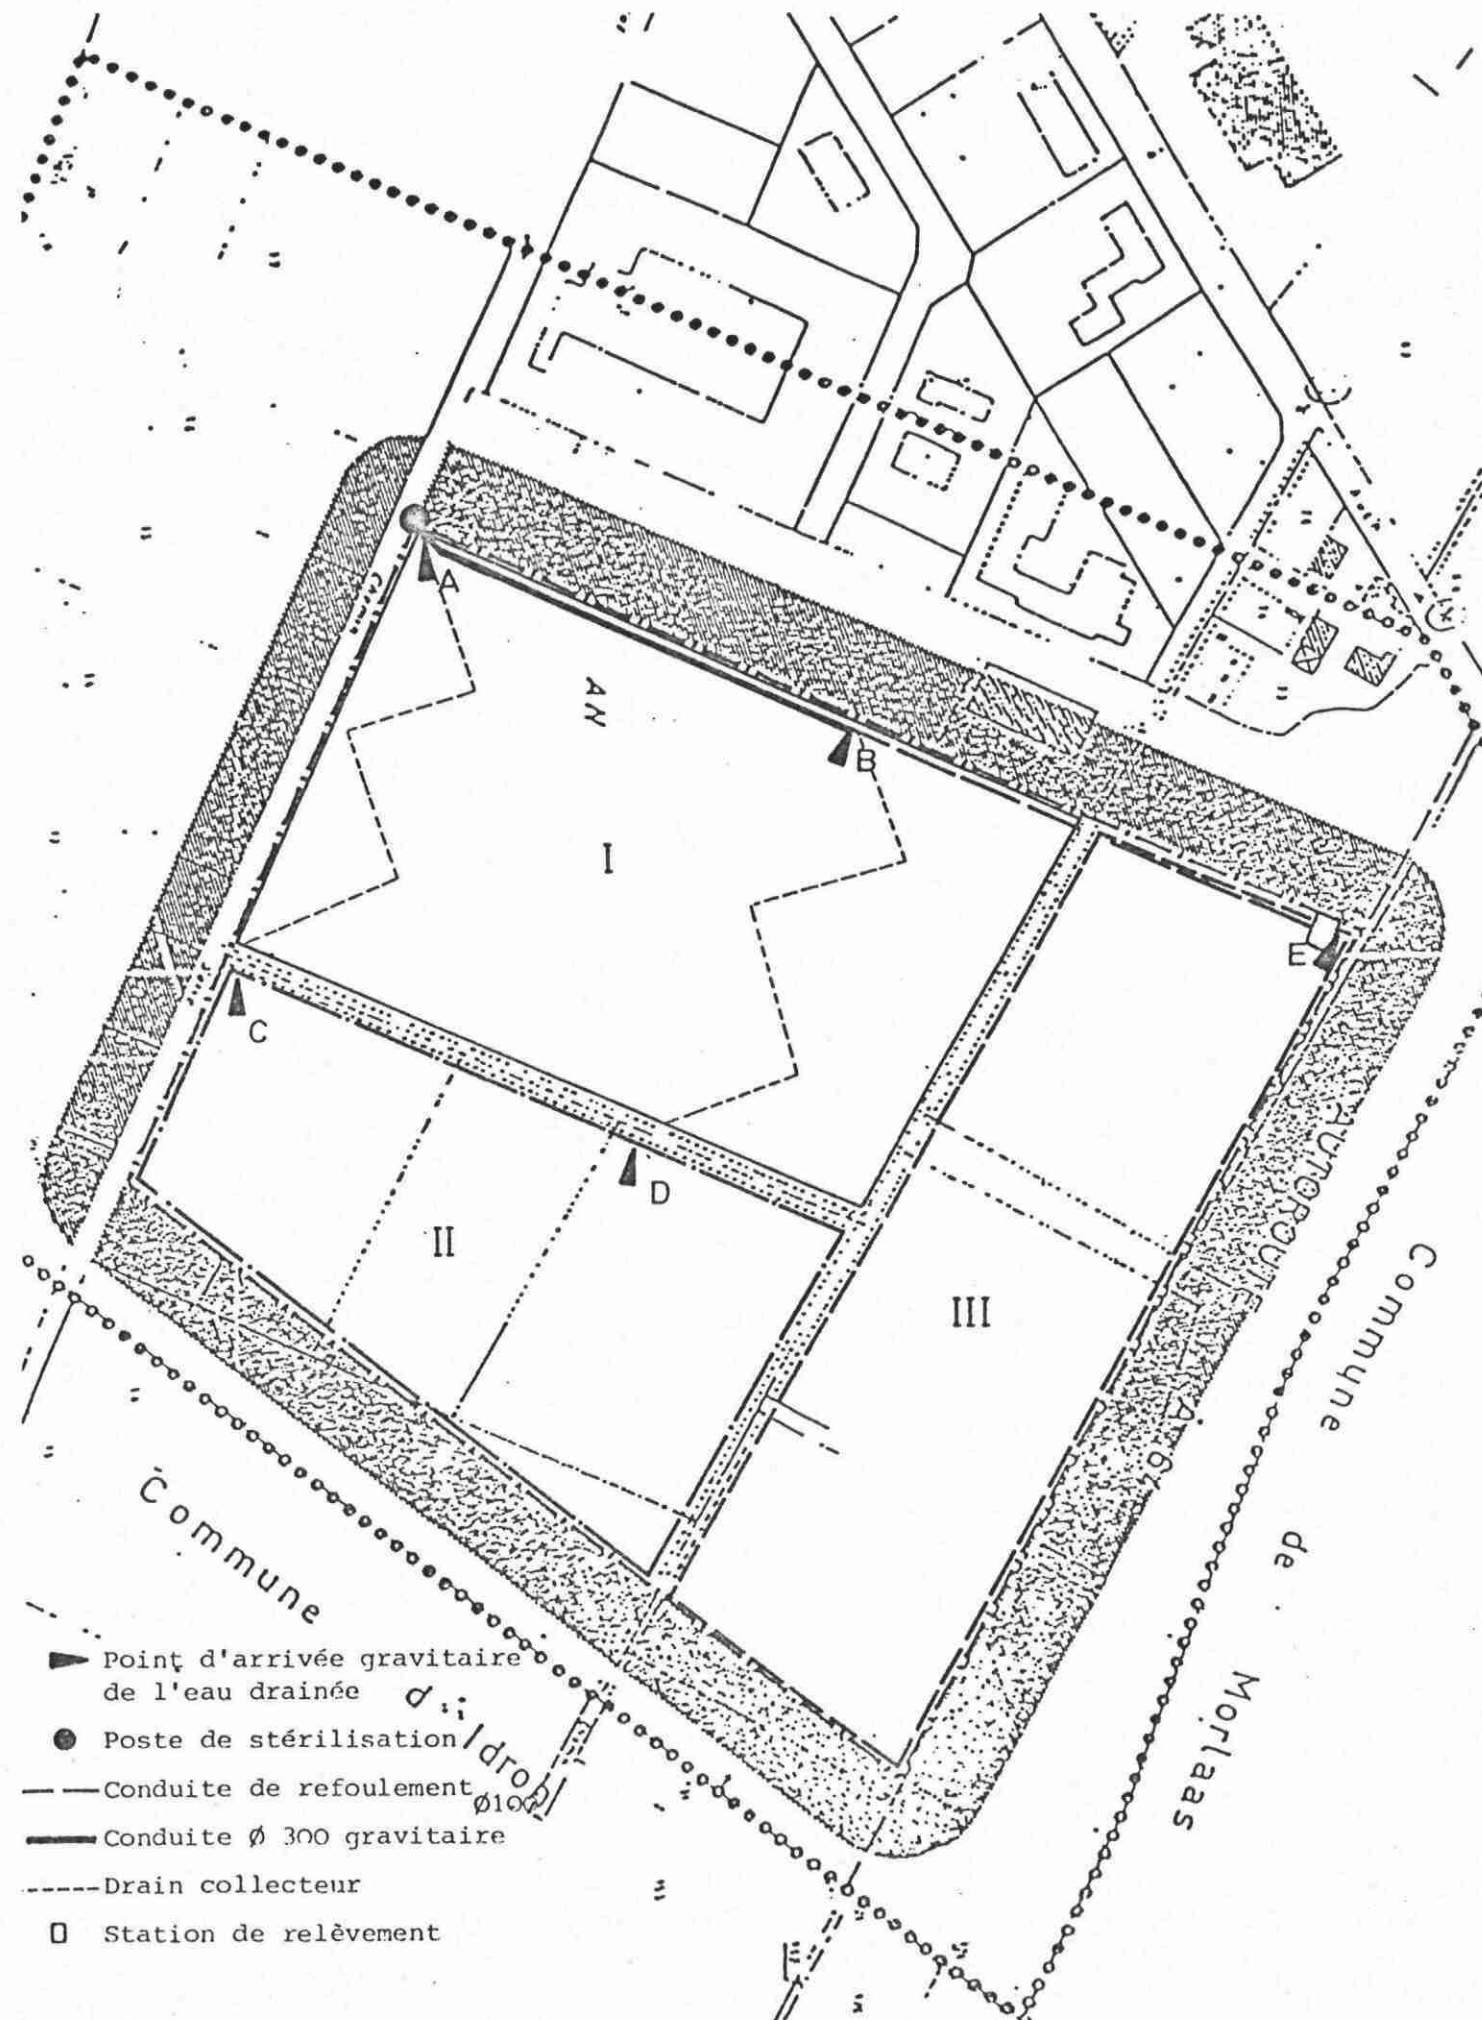 A
AN
B
I
E
C
D
II
III
AUTOROUTE A.64
Commune
de
Morlaas
Commune
Point d'arrivée gravitaire
de l'eau drainée
Poste de stérilisation
Conduite de refoulement
Ø100
Conduite Ø 300 gravitaire
Drain collecteur
Station de relèvement